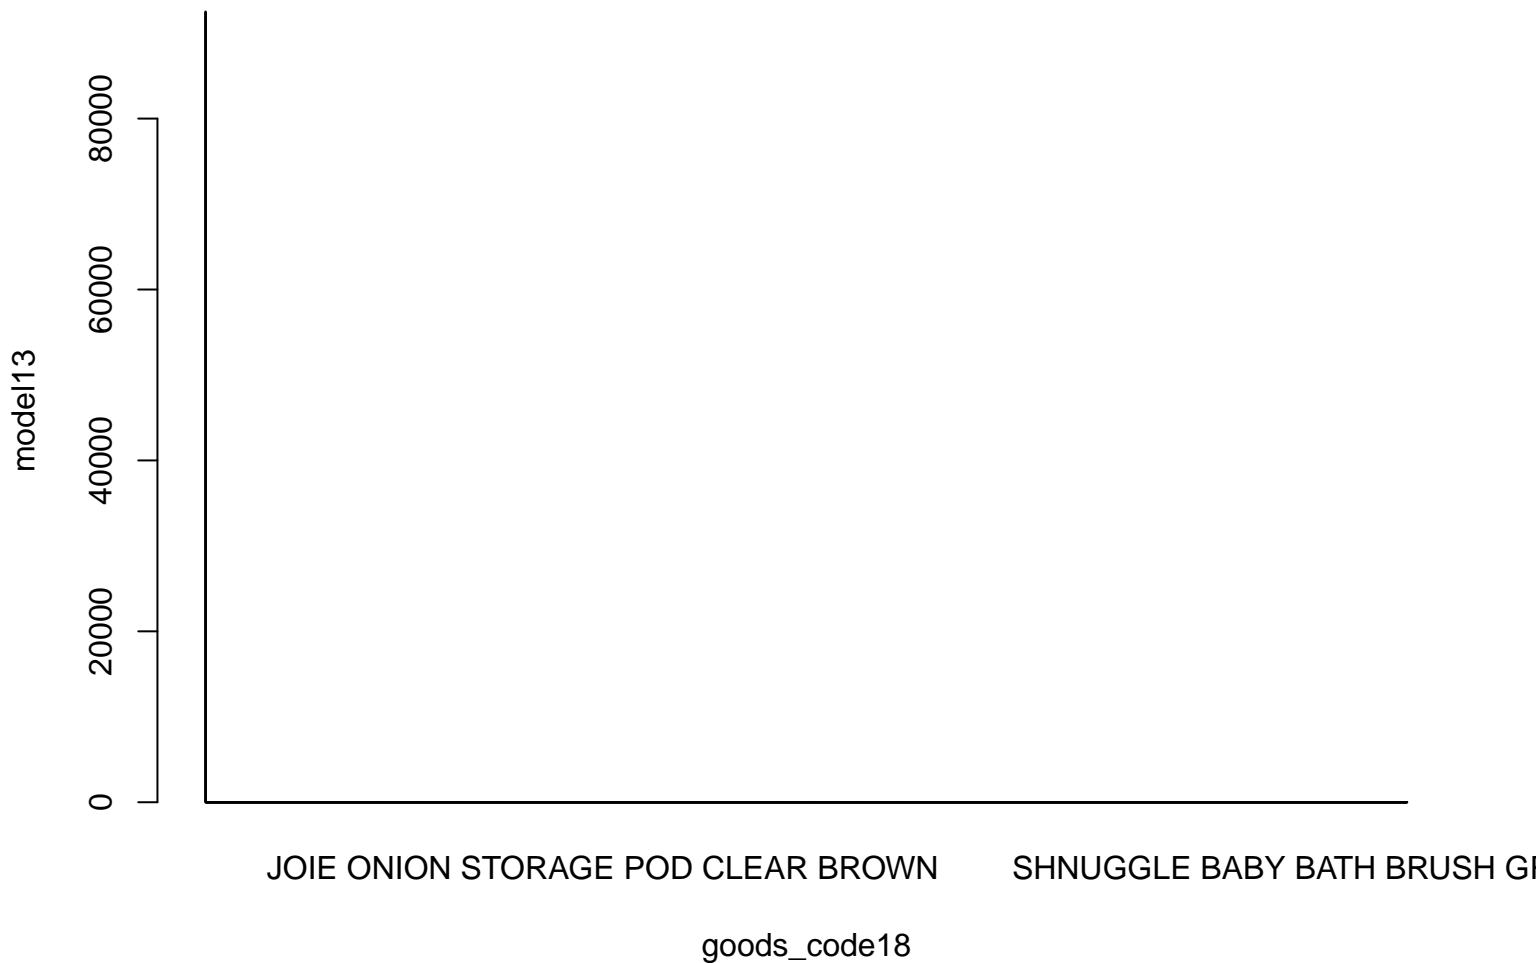 80000
60000
40000
20000
0
model13
JOIE ONION STORAGE POD CLEAR BROWN
SHNUGGLE BABY BATH BRUSH
goods_code18